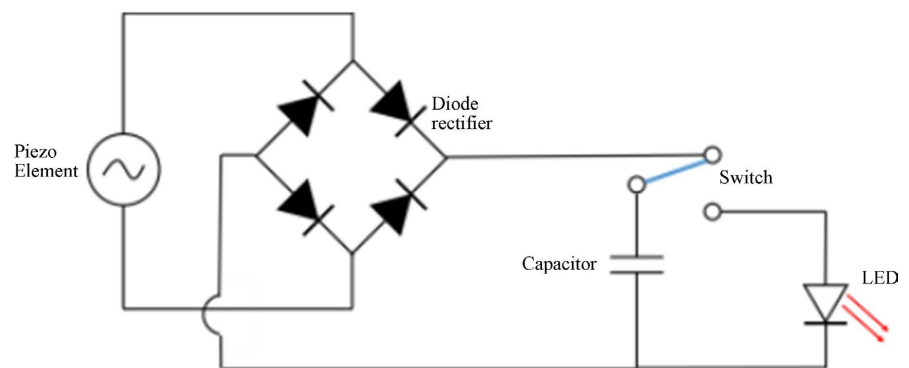 Diode
rectifier
Piezo
Element
Switch
Capacitor
LED